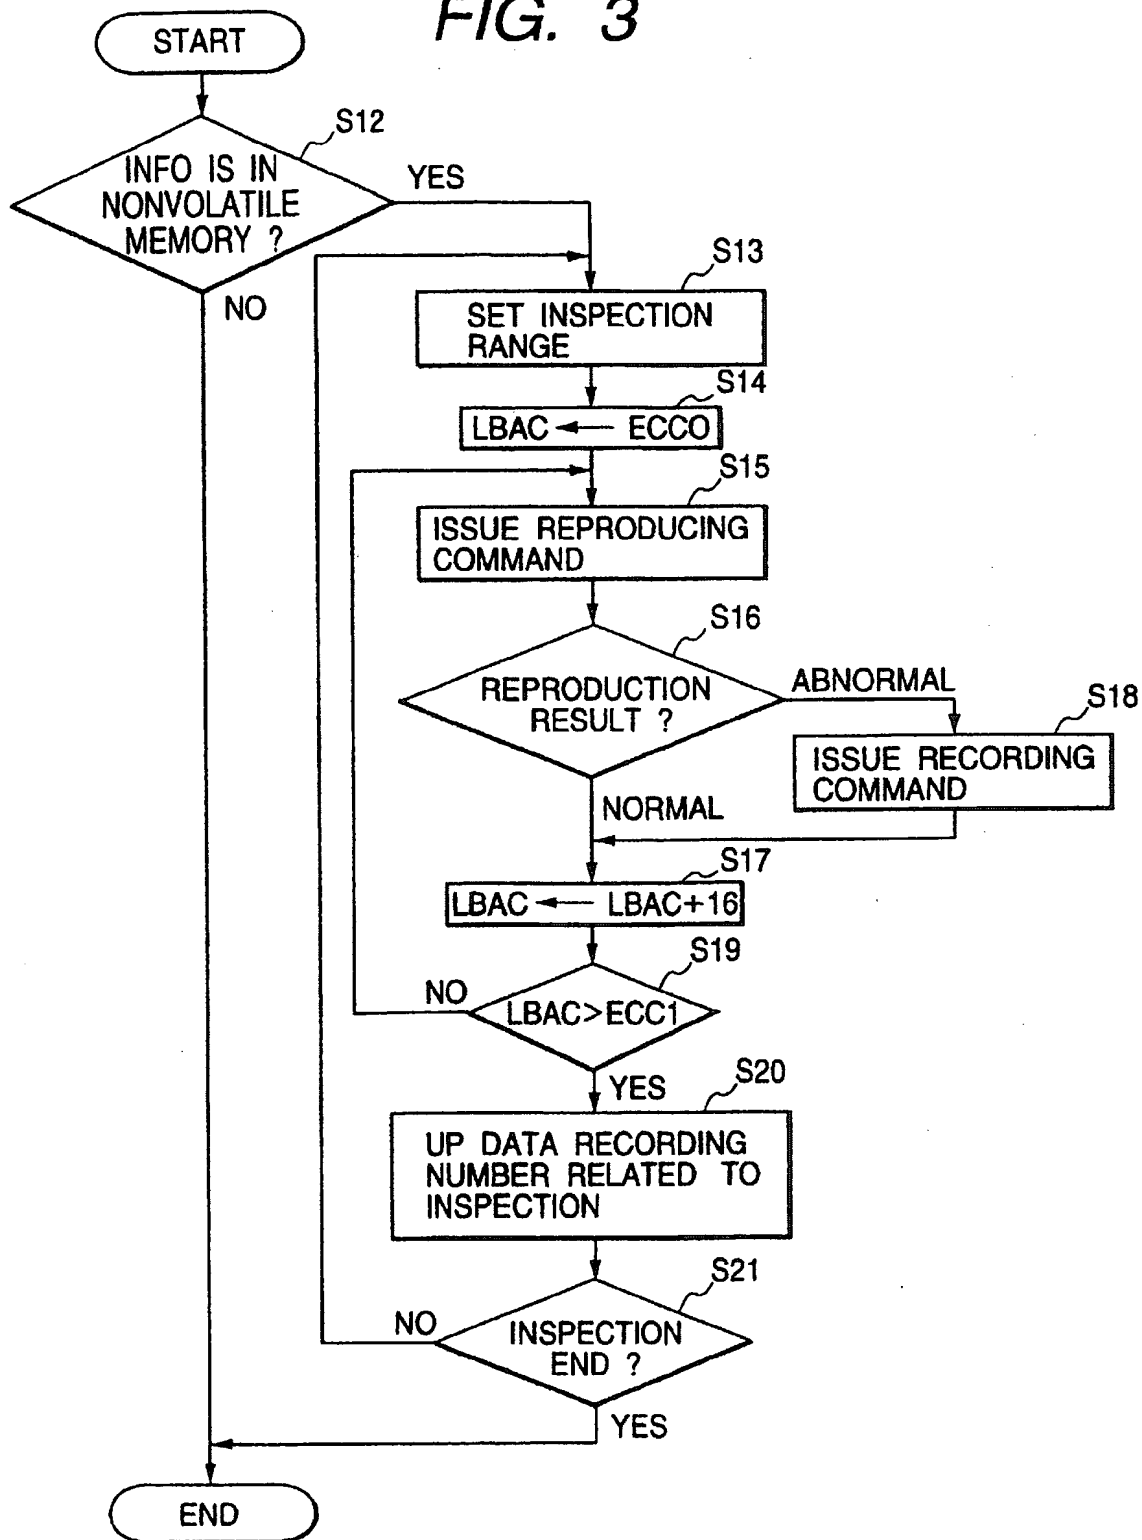 FIG. 3
START
S12
INFO IS IN
NONVOLATILE
MEMORY ?
YES
NO
S13
SET INSPECTION
RANGE
S14
LBAC ← ECC0
S15
ISSUE REPRODUCING
COMMAND
S16
REPRODUCTION
RESULT ?
ABNORMAL
S18
ISSUE RECORDING
COMMAND
NORMAL
S17
LBAC ← LBAC+16
S19
LBAC>ECC1
NO
YES
S20
UP DATA RECORDING
NUMBER RELATED TO
INSPECTION
S21
INSPECTION
END ?
NO
YES
END